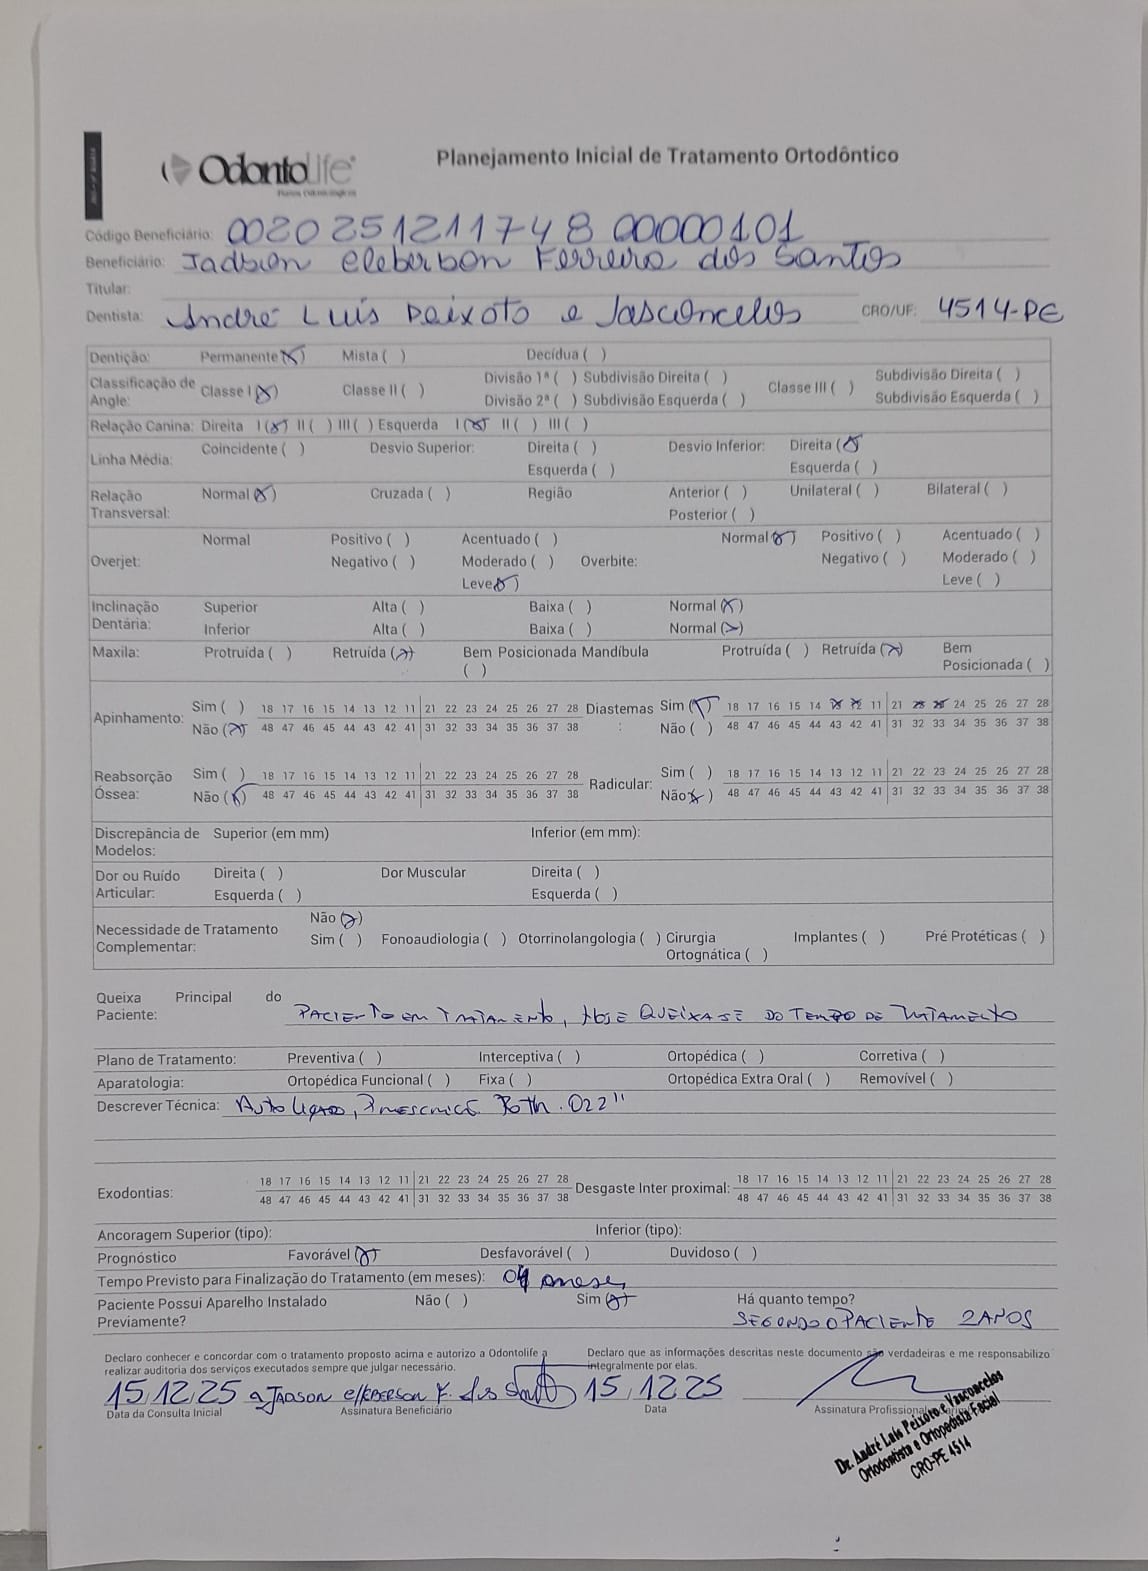 OdontoLife
Planos Odontológicos
Planejamento Inicial de Tratamento Ortodôntico
Código Beneficiário: 0020251211748 00000101
Beneficiário: Jadson Cleberson Ferreira dos Santos
Titular:
Dentista: André Luís Peixoto e Vasconcelos CRO/UF: 4514-PE
Dentição: Permanente (X) Mista ( ) Decídua ( )
Classificação de Angle: Classe I (X) Classe II ( ) Divisão 1ª ( ) Subdivisão Direita ( ) Classe III ( ) Subdivisão Direita ( )
Divisão 2ª ( ) Subdivisão Esquerda ( ) Subdivisão Esquerda ( )
Relação Canina: Direita I (X) II ( ) III ( ) Esquerda I (X) II ( ) III ( )
Linha Média: Coincidente ( ) Desvio Superior: Direita ( ) Desvio Inferior: Direita (X)
Esquerda ( ) Esquerda ( )
Relação Transversal: Normal (X) Cruzada ( ) Região Anterior ( ) Unilateral ( ) Bilateral ( )
Posterior ( )
Overjet: Normal Positivo ( ) Acentuado ( ) Overbite: Normal (X) Positivo ( ) Acentuado ( )
Negativo ( ) Moderado ( ) Negativo ( ) Moderado ( )
Leve (X) Leve ( )
Inclinação Dentária: Superior Alta ( ) Baixa ( ) Normal (X)
Inferior Alta ( ) Baixa ( ) Normal (X)
Maxila: Protruída ( ) Retruída (X) Bem Posicionada ( ) Mandíbula Protruída ( ) Retruída (X) Bem Posicionada ( )
Apinhamento: Sim ( ) 18 17 16 15 14 13 12 11 21 22 23 24 25 26 27 28 Diastemas: Sim (X) 18 17 16 15 14 13 12 11 21 22 23 24 25 26 27 28
Não (X) 48 47 46 45 44 43 42 41 31 32 33 34 35 36 37 38 Não ( ) 48 47 46 45 44 43 42 41 31 32 33 34 35 36 37 38
Reabsorção Óssea: Sim ( ) 18 17 16 15 14 13 12 11 21 22 23 24 25 26 27 28 Radicular: Sim ( ) 18 17 16 15 14 13 12 11 21 22 23 24 25 26 27 28
Não (X) 48 47 46 45 44 43 42 41 31 32 33 34 35 36 37 38 Não (X) 48 47 46 45 44 43 42 41 31 32 33 34 35 36 37 38
Discrepância de Modelos: Superior (em mm) Inferior (em mm):
Dor ou Ruído Articular: Direita ( ) Dor Muscular Direita ( )
Esquerda ( ) Esquerda ( )
Necessidade de Tratamento Complementar: Não (X)
Sim ( ) Fonoaudiologia ( ) Otorrinolangologia ( ) Cirurgia Ortognática ( ) Implantes ( ) Pré Protéticas ( )
Queixa Principal do Paciente: PACIENTE EM TRATAMENTO, HOJE QUEIXA SE DO TEMPO DE TRATAMENTO
Plano de Tratamento: Preventiva ( ) Interceptiva ( ) Ortopédica ( ) Corretiva ( )
Aparatologia: Ortopédica Funcional ( ) Fixa ( ) Ortopédica Extra Oral ( ) Removível ( )
Descrever Técnica: Autoligado, Prescrição Roth .022"
Exodontias: 18 17 16 15 14 13 12 11 21 22 23 24 25 26 27 28 Desgaste Inter proximal: 18 17 16 15 14 13 12 11 21 22 23 24 25 26 27 28
48 47 46 45 44 43 42 41 31 32 33 34 35 36 37 38 48 47 46 45 44 43 42 41 31 32 33 34 35 36 37 38
Ancoragem Superior (tipo): Inferior (tipo):
Prognóstico Favorável (X) Desfavorável ( ) Duvidoso ( )
Tempo Previsto para Finalização do Tratamento (em meses): 04 meses
Paciente Possui Aparelho Instalado Previamente? Não ( ) Sim (X) Há quanto tempo?
SEGUNDO O PACIENTE 2 ANOS
Declaro conhecer e concordar com o tratamento proposto acima e autorizo a Odontolife a realizar auditoria dos serviços executados sempre que julgar necessário.
Declaro que as informações descritas neste documento são verdadeiras e me responsabilizo integralmente por elas.
15/12/25 JADSON Cleberson F. dos Santos 15/12/25
Data da Consulta Inicial Assinatura Beneficiário Data Assinatura Profissional
Dr. André Luís Peixoto e Vasconcelos
Ortodontista e Ortopedista Facial
CRO-PE 4514